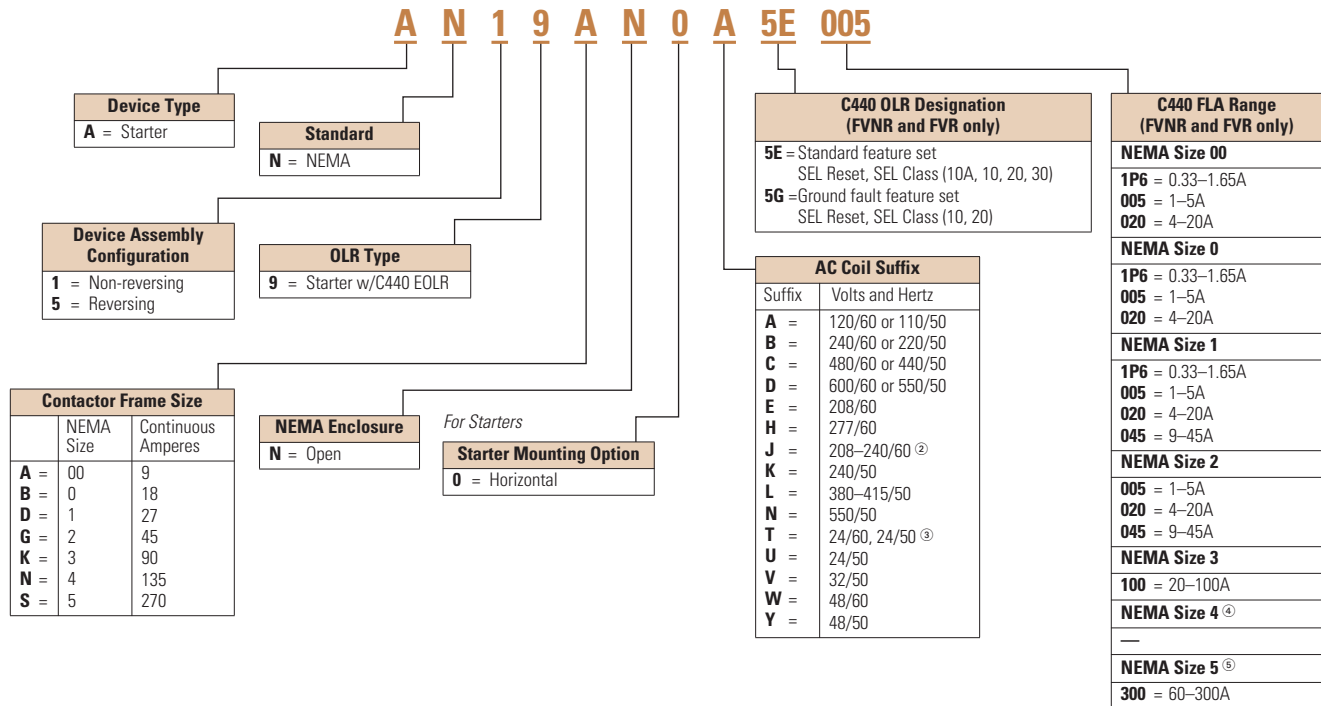 A N 1 9 A N 0 A 5E 005
Device Type
A = Starter
Standard
N = NEMA
Device Assembly
Configuration
1 = Non-reversing
5 = Reversing
OLR Type
9 = Starter w/C440 EOLR
Contactor Frame Size
NEMA Size Continuous Amperes
A = 00 9
B = 0 18
D = 1 27
G = 2 45
K = 3 90
N = 4 135
S = 5 270
NEMA Enclosure
N = Open
For Starters
Starter Mounting Option
0 = Horizontal
C440 OLR Designation
(FVNR and FVR only)
5E = Standard feature set
SEL Reset, SEL Class (10A, 10, 20, 30)
5G = Ground fault feature set
SEL Reset, SEL Class (10, 20)
AC Coil Suffix
Suffix Volts and Hertz
A = 120/60 or 110/50
B = 240/60 or 220/50
C = 480/60 or 440/50
D = 600/60 or 550/50
E = 208/60
H = 277/60
J = 208–240/60 ②
K = 240/50
L = 380–415/50
N = 550/50
T = 24/60, 24/50 ③
U = 24/50
V = 32/50
W = 48/60
Y = 48/50
C440 FLA Range
(FVNR and FVR only)
NEMA Size 00
1P6 = 0.33–1.65A
005 = 1–5A
020 = 4–20A
NEMA Size 0
1P6 = 0.33–1.65A
005 = 1–5A
020 = 4–20A
NEMA Size 1
1P6 = 0.33–1.65A
005 = 1–5A
020 = 4–20A
045 = 9–45A
NEMA Size 2
005 = 1–5A
020 = 4–20A
045 = 9–45A
NEMA Size 3
100 = 20–100A
NEMA Size 4 ④
—
NEMA Size 5 ⑤
300 = 60–300A